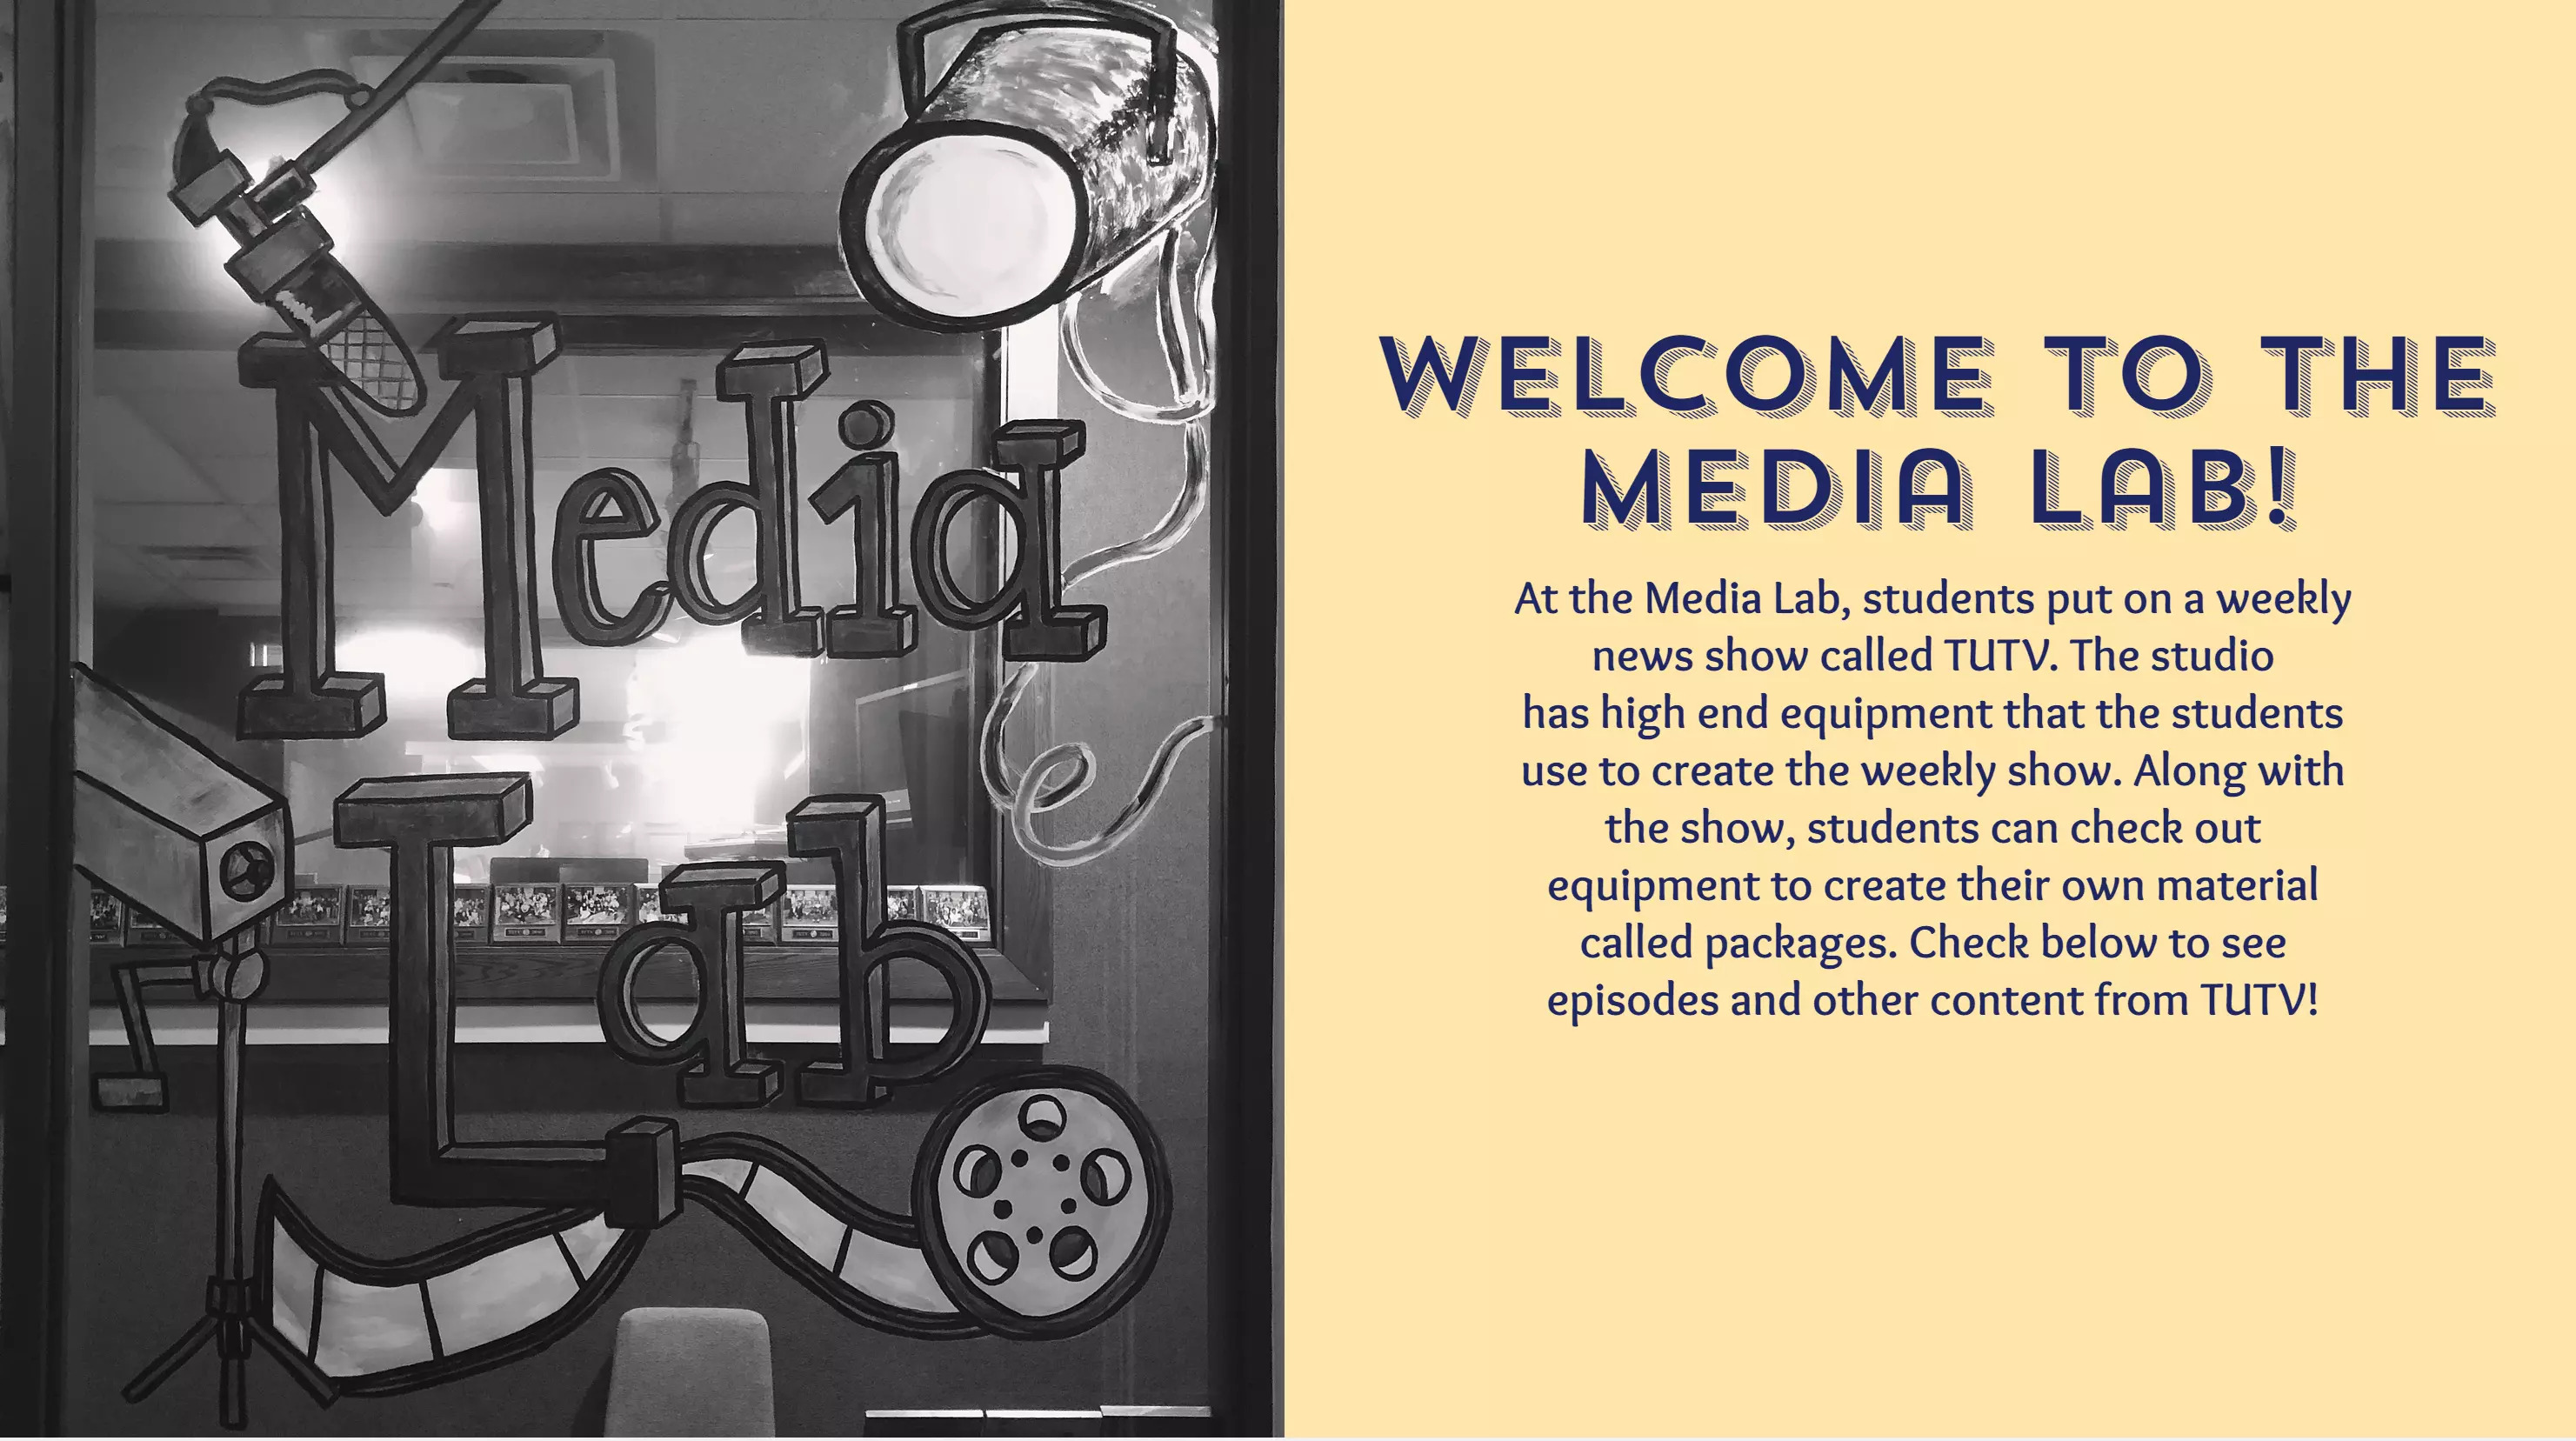 Media
Lab
WELCOME TO THE
MEDIA LAB!
At the Media Lab, students put on a weekly
news show called TUTV. The studio
has high end equipment that the students
use to create the weekly show. Along with
the show, students can check out
equipment to create their own material
called packages. Check below to see
episodes and other content from TUTV!